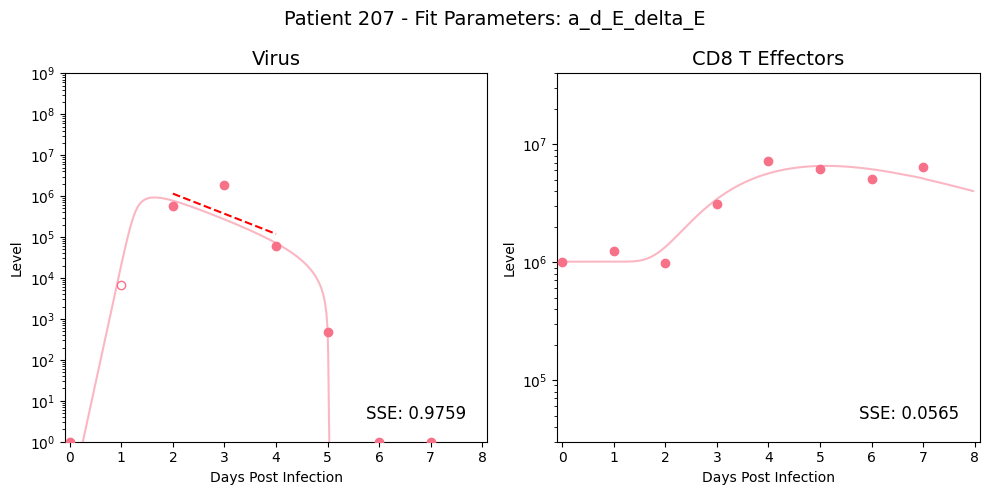 Patient 207 - Fit Parameters: a_d_E_delta_E
Virus
CD8 T Effectors
Level
10^9
10^8
10^7
10^6
10^5
10^4
10^3
10^2
10^1
10^0
SSE: 0.9759
0 1 2 3 4 5 6 7 8
Days Post Infection
Level
10^7
10^6
10^5
SSE: 0.0565
0 1 2 3 4 5 6 7 8
Days Post Infection